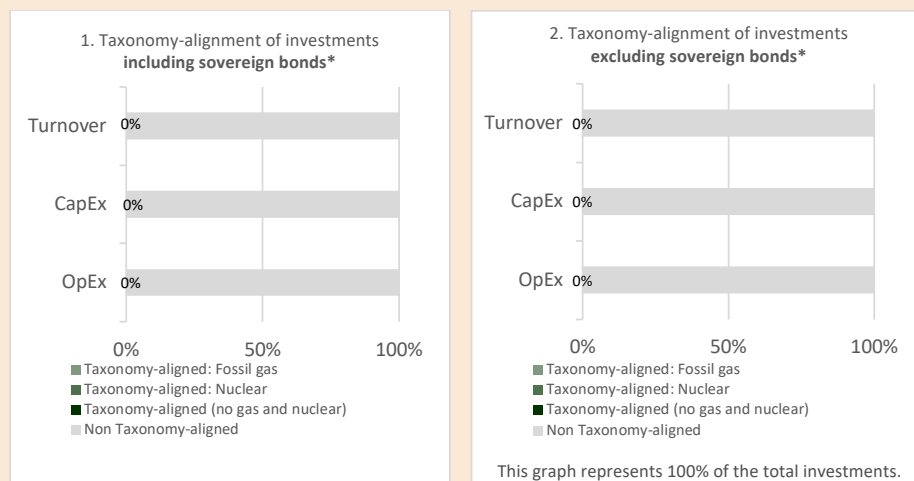 1. Taxonomy-alignment of investments
including sovereign bonds*
Turnover 0%
CapEx 0%
OpEx 0%
0% 50% 100%
Taxonomy-aligned: Fossil gas
Taxonomy-aligned: Nuclear
Taxonomy-aligned (no gas and nuclear)
Non Taxonomy-aligned
2. Taxonomy-alignment of investments
excluding sovereign bonds*
Turnover 0%
CapEx 0%
OpEx 0%
0% 50% 100%
Taxonomy-aligned: Fossil gas
Taxonomy-aligned: Nuclear
Taxonomy-aligned (no gas and nuclear)
Non Taxonomy-aligned
This graph represents 100% of the total investments.